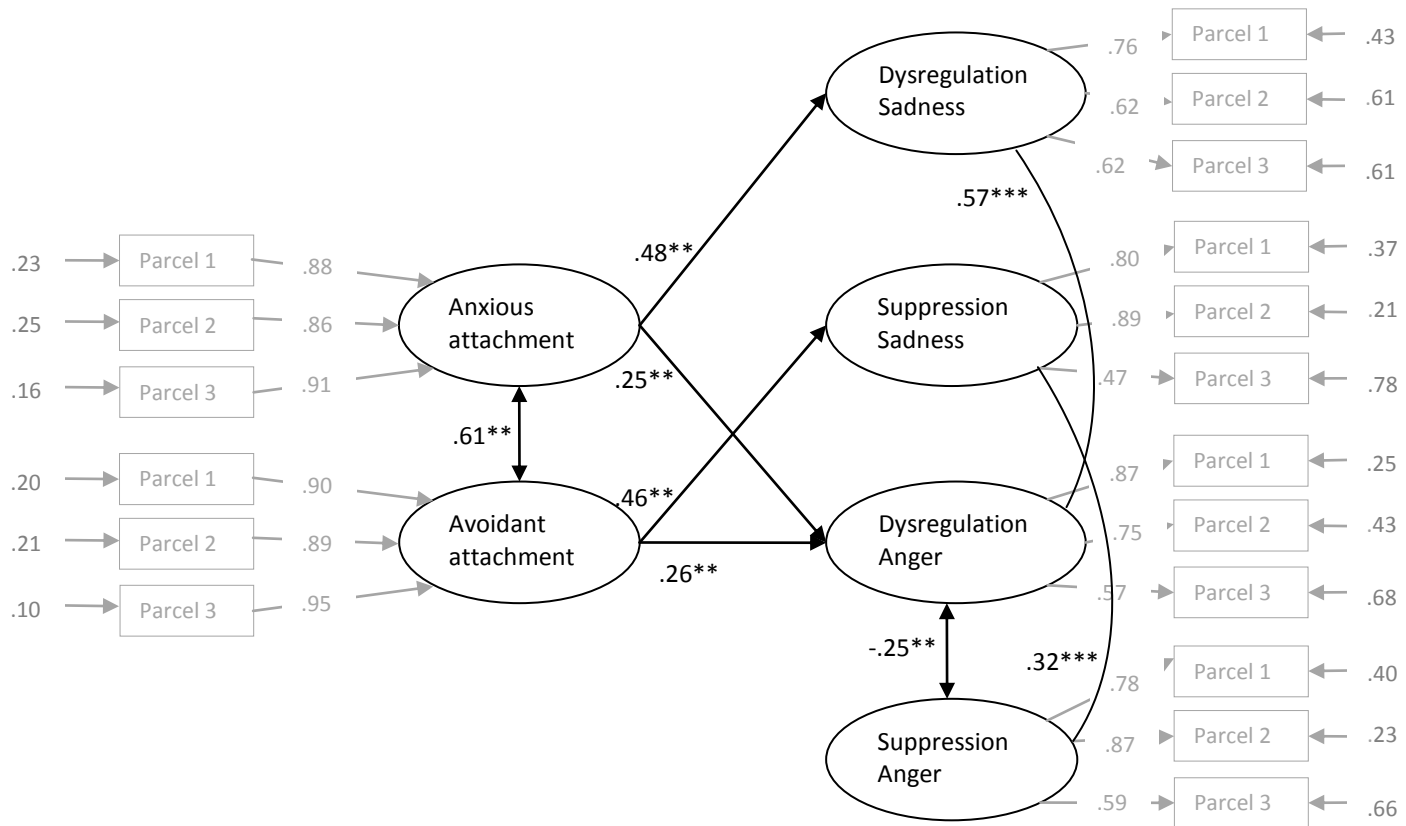 .76
Parcel 1
.43
Dysregulation
Sadness
.62
Parcel 2
.61
.62
Parcel 3
.61
.57***
.23
Parcel 1
.88
.48**
.80
Parcel 1
.37
Anxious
attachment
Suppression
Sadness
.25
Parcel 2
.86
.89
Parcel 2
.21
.16
Parcel 3
.91
.25**
.47
Parcel 3
.78
.61**
.20
Parcel 1
.90
.46**
.87
Parcel 1
.25
Avoidant
attachment
Dysregulation
Anger
.21
Parcel 2
.89
.75
Parcel 2
.43
.26**
.10
Parcel 3
.95
.57
Parcel 3
.68
-.25**
.32***
.78
Parcel 1
.40
Suppression
Anger
.87
Parcel 2
.23
.59
Parcel 3
.66